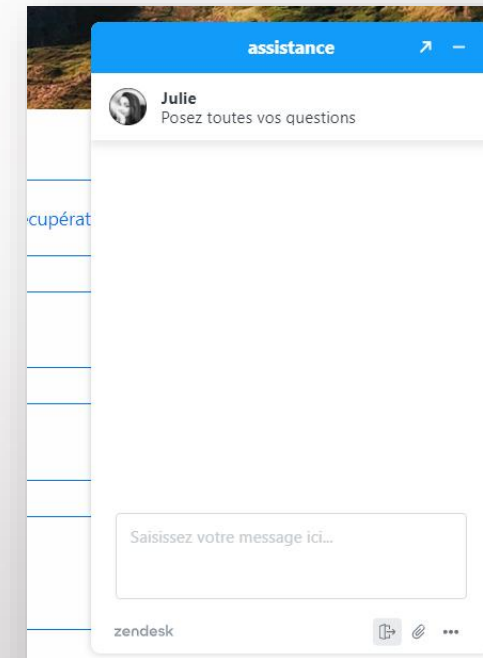 assistance
Julie
Posez toutes vos questions
cupérat
Saisissez votre message ici...
zendesk